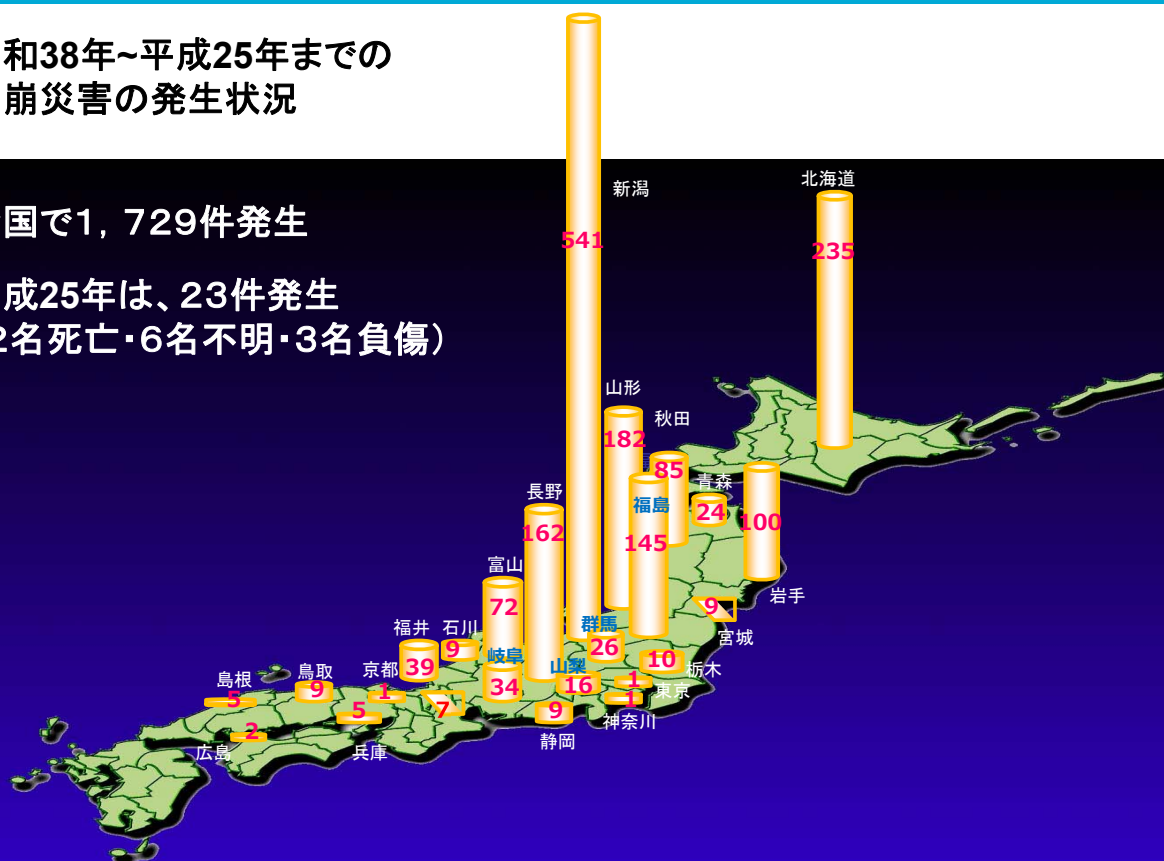 和38年~平成25年までの
崩災害の発生状況
国で1，729件発生
成25年は、23件発生
2名死亡・6名不明・3名負傷）
新潟
541
北海道
235
山形
182
秋田
85
青森
24
福島
145
100
岩手
長野
162
富山
72
9
宮城
群馬
26
福井
39
石川
9
岐阜
34
山梨
16
10
栃木
1
東京
1
神奈川
9
静岡
島根
5
鳥取
9
京都
1
7
5
兵庫
2
広島